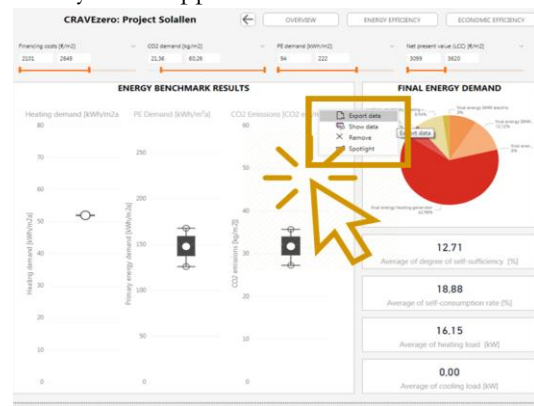 CRAVEzero: Project Solallen
OVERVIEW
ENERGY EFFICIENCY
ECONOMIC EFFICIENCY
Financing costs [€/m2]
2101 2849
CO2 demand [kg/m2]
21,36 60,26
PE demand [kWh/m2]
94 222
Net present value (LCC) [€/m2]
3099 3620
ENERGY BENCHMARK RESULTS
FINAL ENERGY DEMAND
Heating demand [kWh/m2a
PE Demand [kWh/m²a]
CO2 Emissions [CO2 eq/
Export data
Show data
Remove
Spotlight
Export data
80
70
60
50
40
30
20
10
0
Heating demand [kWh/m2a]
250
200
150
100
50
0
Primary energy demand [kWh/m2a]
60
50
40
30
20
10
0
CO2 emissions [kg/m2]
12,71
Average of degree of self-sufficiency [%]
18,88
Average of self-consumption rate [%]
16,15
Average of heating load [kW]
0,00
Average of cooling load [kW]